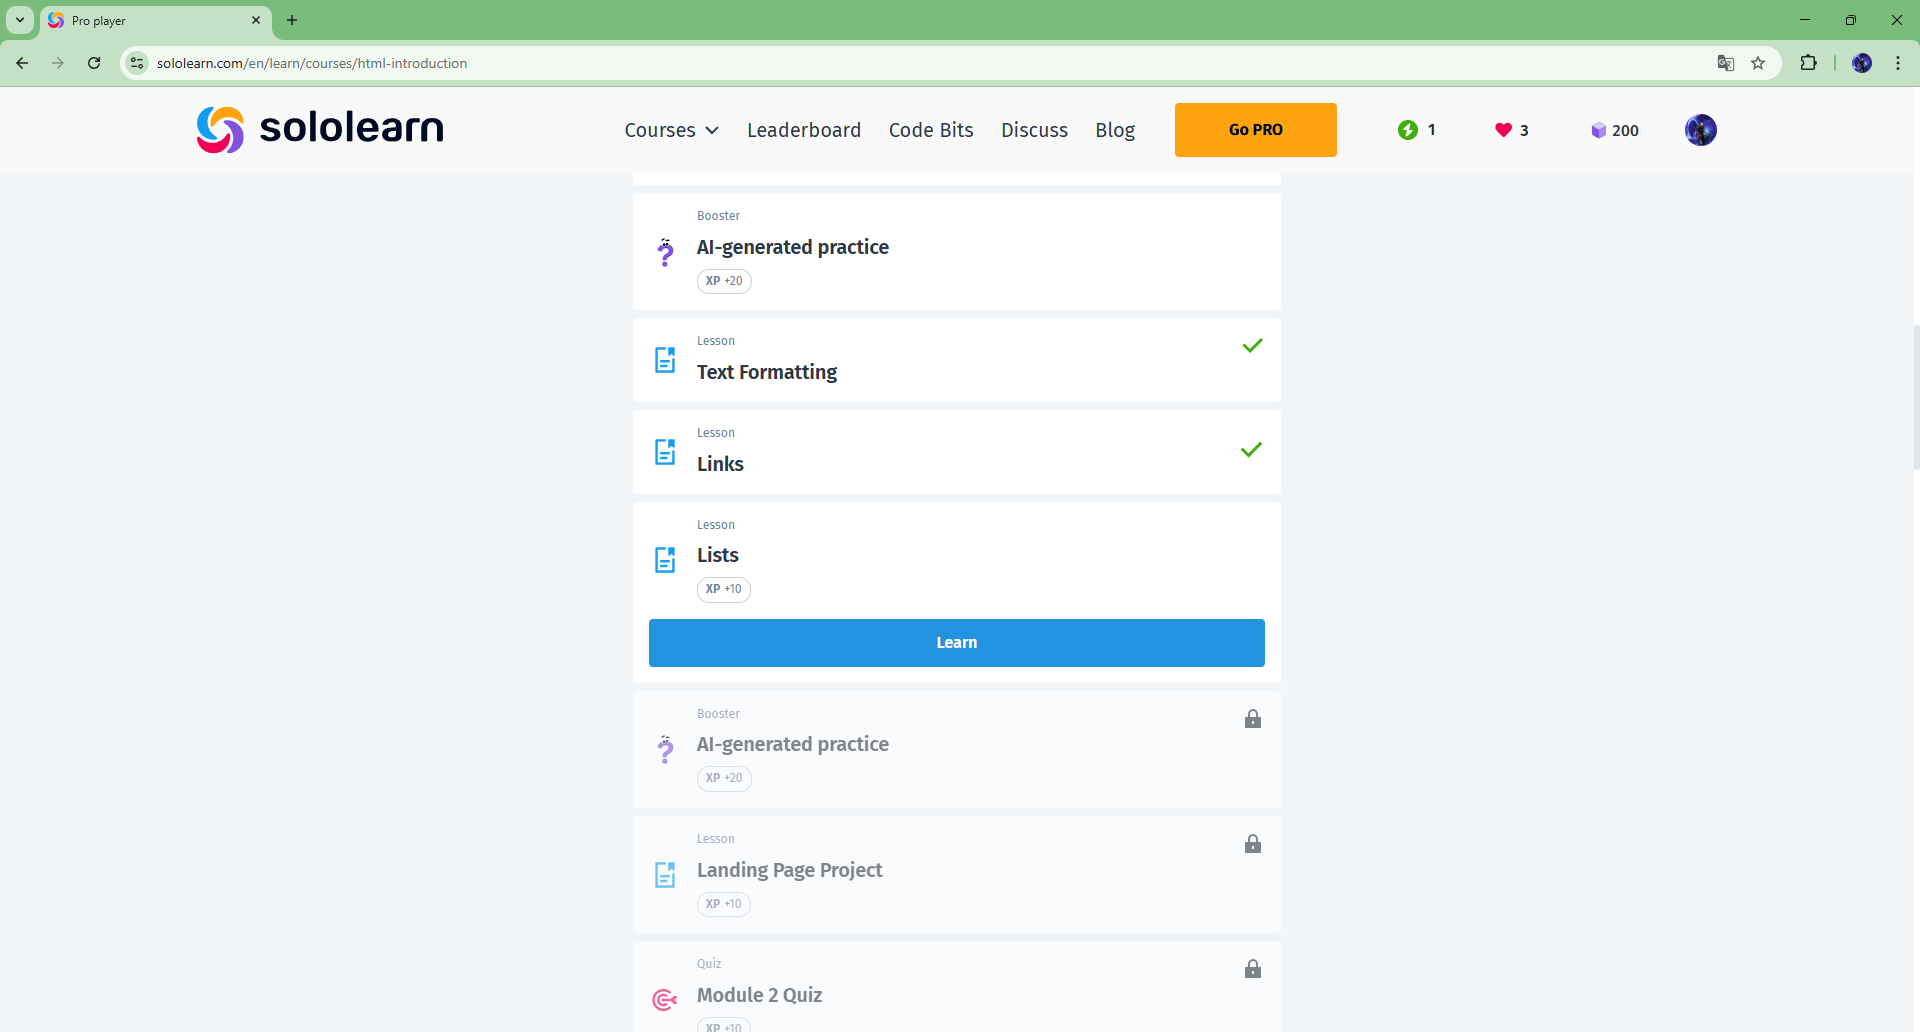 Pro player
sololearn.com/en/learn/courses/html-introduction
sololearn
Courses
Leaderboard
Code Bits
Discuss
Blog
Go PRO
1
3
200
Booster
AI-generated practice
XP +20
Lesson
Text Formatting
Lesson
Links
Lesson
Lists
XP +10
Learn
Booster
AI-generated practice
XP +20
Lesson
Landing Page Project
XP +10
Quiz
Module 2 Quiz
XP +10